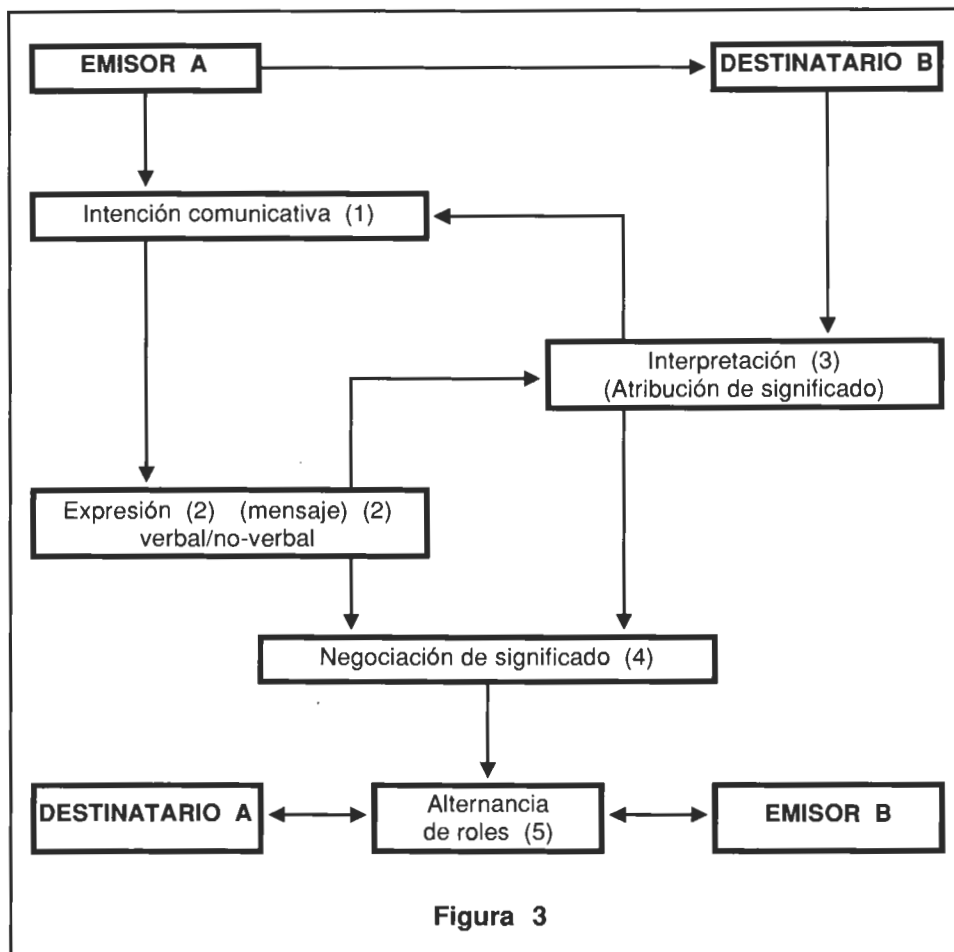 EMISOR A
DESTINATARIO B
Intención comunicativa (1)
Interpretación (3)
(Atribución de significado)
Expresión (2) (mensaje) (2)
verbal/no-verbal
Negociación de significado (4)
DESTINATARIO A
Alternancia
de roles (5)
EMISOR B
Figura 3